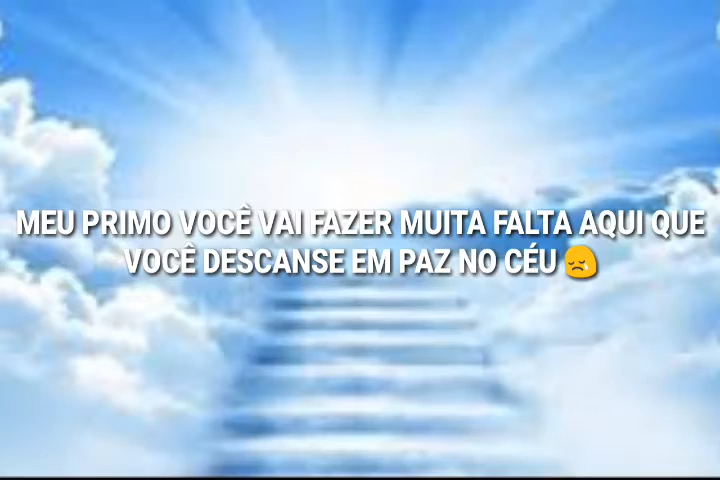 MEU PRIMO VOCÊ VAI FAZER MUITA FALTA AQUI QUE
VOCÊ DESCANSE EM PAZ NO CÉU 😢